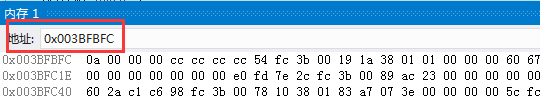 内存 1
地址: 0x003BFBFC
0x003BFBFC 0a 00 00 00 cc cc cc cc 54 fc 3b 00 19 1a 38 01 01 00 00 00 60 67
0x003BFC1E 00 00 00 00 00 00 e0 fd 7e 2c fc 3b 00 89 ac 23 00 00 00 00 00
0x003BFC40 60 2a c1 c6 98 fc 3b 00 78 10 38 01 83 a7 07 3e 00 00 00 00 5c fc